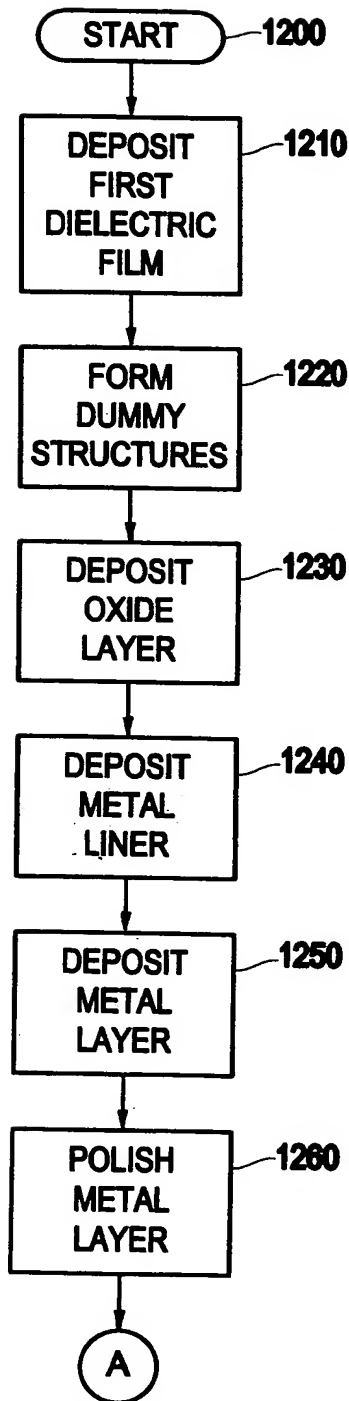 START 1200
DEPOSIT 1210
FIRST
DIELECTRIC
FILM
FORM 1220
DUMMY
STRUCTURES
DEPOSIT 1230
OXIDE
LAYER
DEPOSIT 1240
METAL
LINER
DEPOSIT 1250
METAL
LAYER
POLISH 1260
METAL
LAYER
A